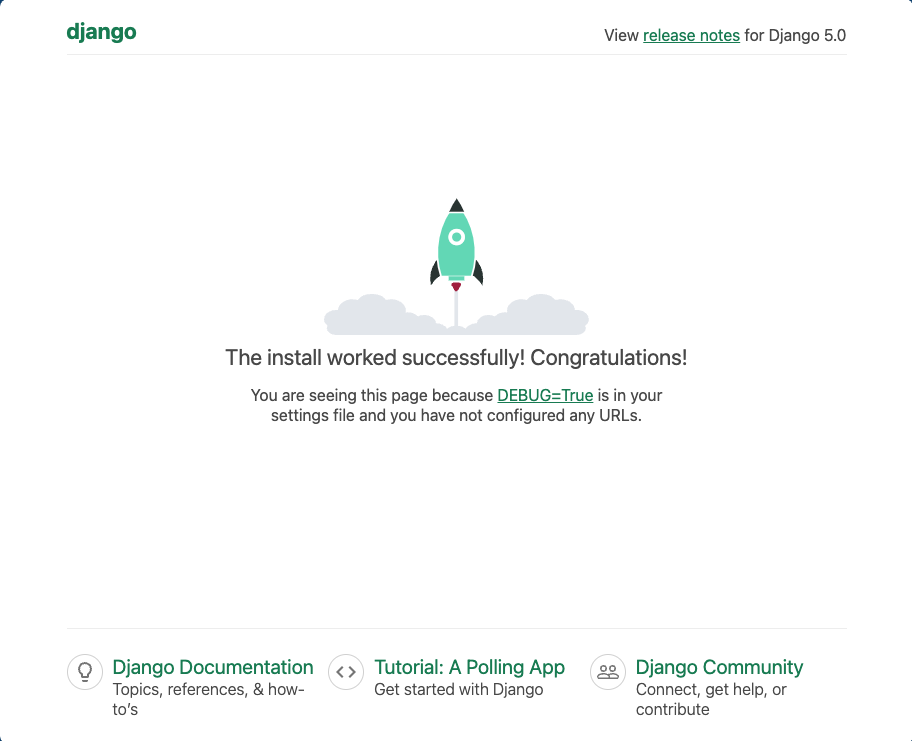 django
View release notes for Django 5.0
The install worked successfully! Congratulations!
You are seeing this page because DEBUG=True is in your
settings file and you have not configured any URLs.
Django Documentation
Topics, references, & how-
to’s
Tutorial: A Polling App
Get started with Django
Django Community
Connect, get help, or
contribute